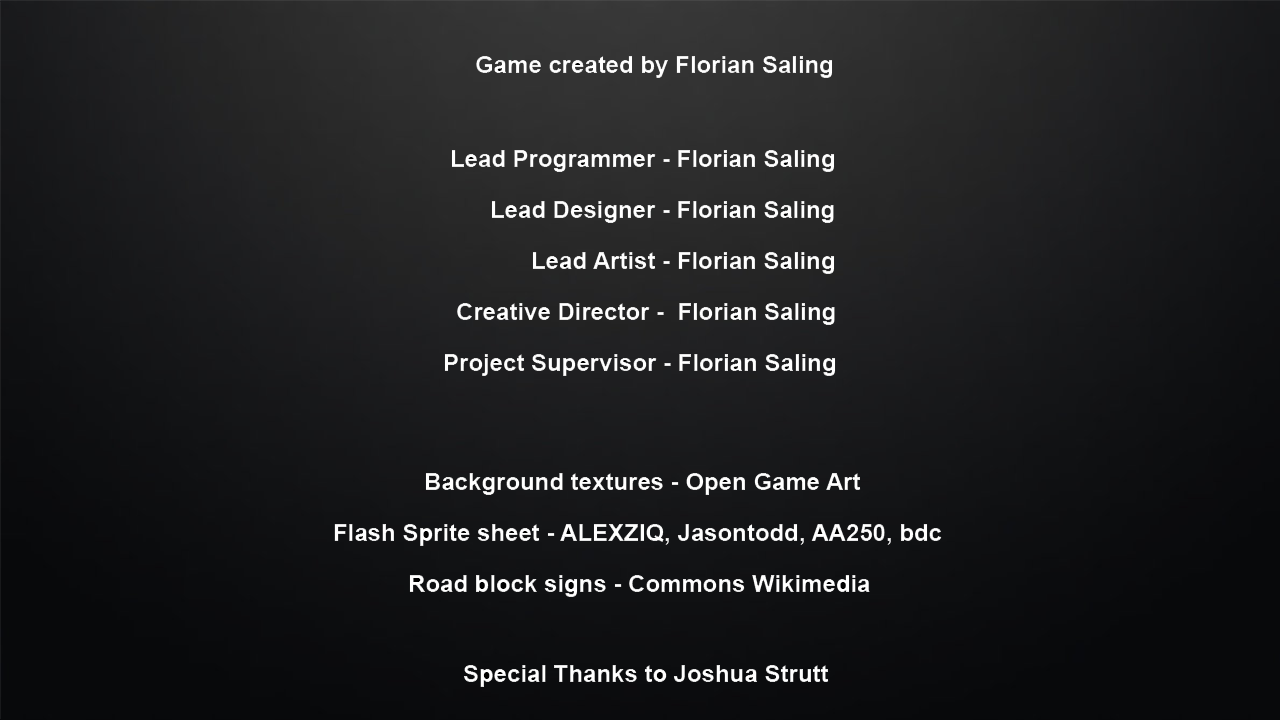 Game created by Florian Saling
Lead Programmer - Florian Saling
Lead Designer - Florian Saling
Lead Artist - Florian Saling
Creative Director -  Florian Saling
Project Supervisor - Florian Saling
Background textures - Open Game Art
Flash Sprite sheet - ALEXZIQ, Jasontodd, AA250, bdc
Road block signs - Commons Wikimedia
Special Thanks to Joshua Strutt